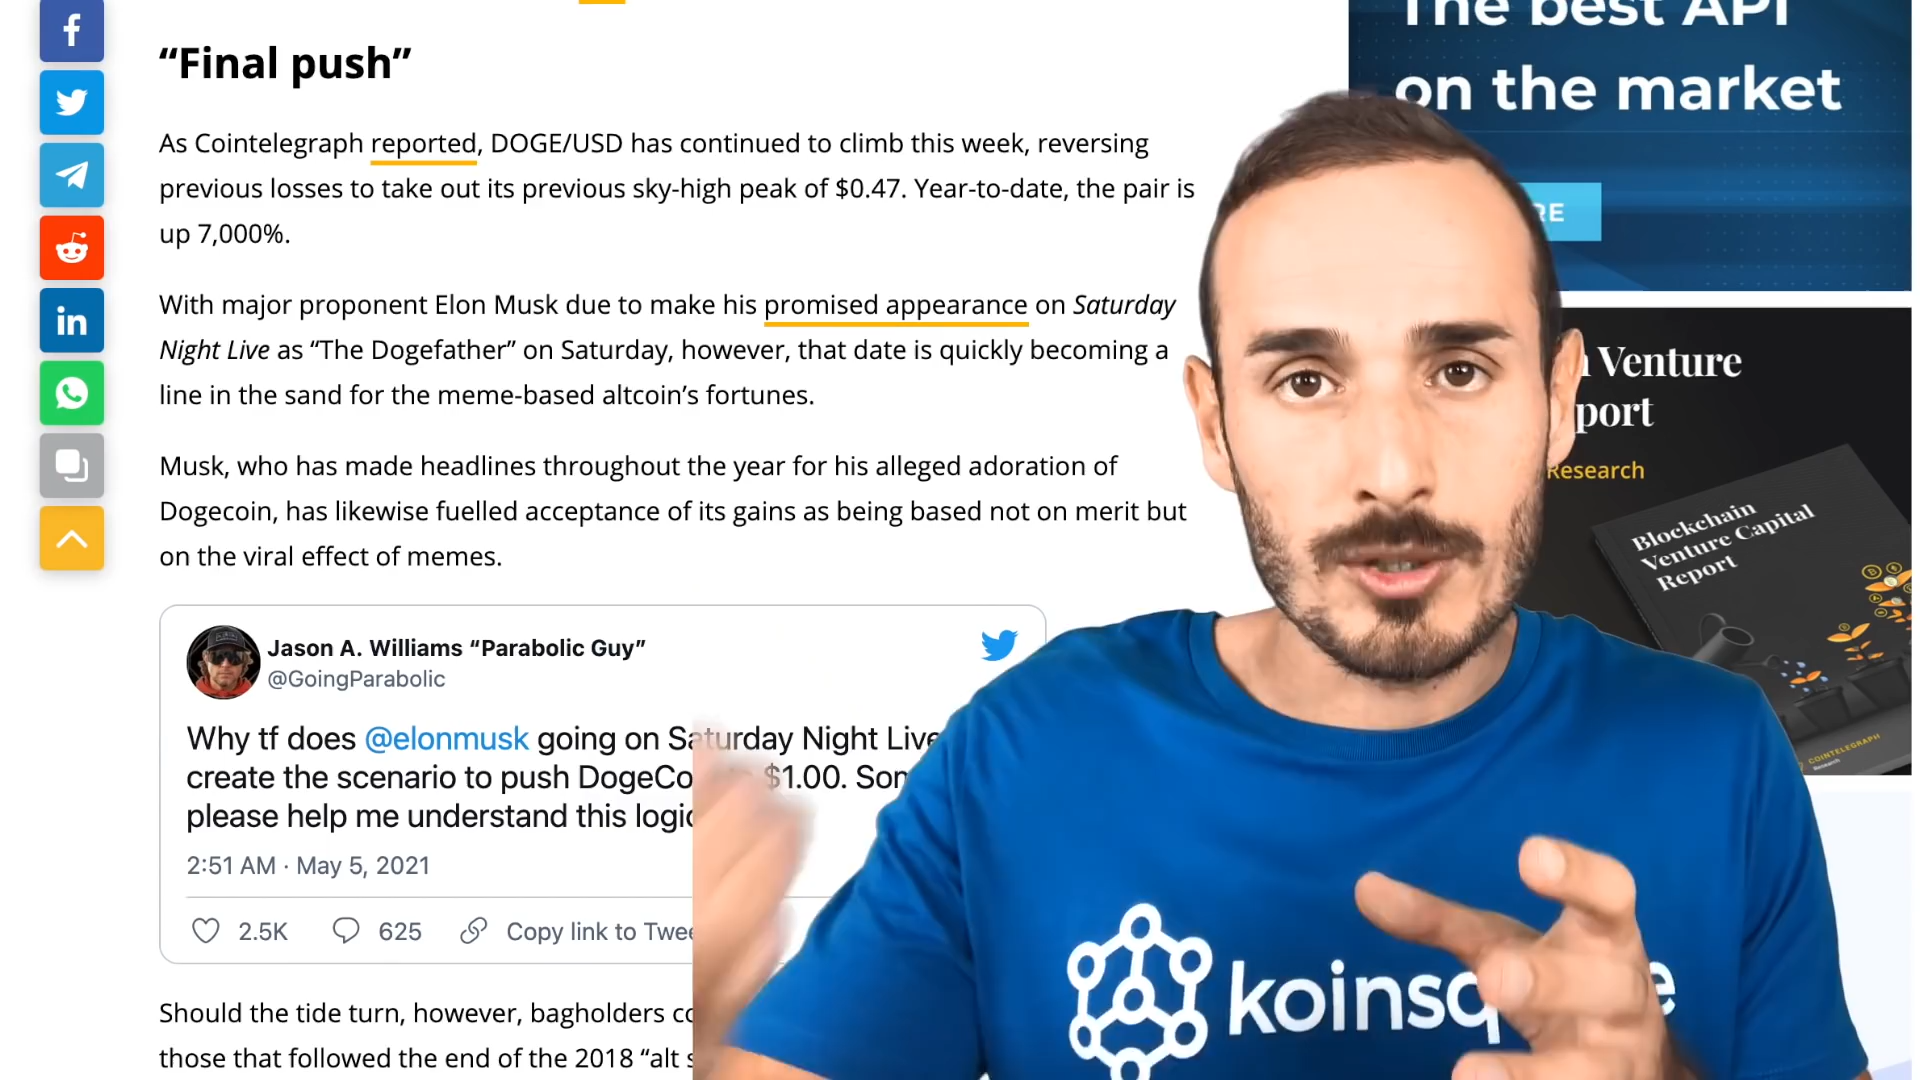 “Final push”
As Cointelegraph reported, DOGE/USD has continued to climb this week, reversing
previous losses to take out its previous sky-high peak of $0.47. Year-to-date, the pair is
up 7,000%.
With major proponent Elon Musk due to make his promised appearance on Saturday
Night Live as “The Dogefather” on Saturday, however, that date is quickly becoming a
line in the sand for the meme-based altcoin’s fortunes.
Musk, who has made headlines throughout the year for his alleged adoration of
Dogecoin, has likewise fuelled acceptance of its gains as being based not on merit but
on the viral effect of memes.
Jason A. Williams “Parabolic Guy”
@GoingParabolic
Why tf does @elonmusk going on Saturday Night Live
create the scenario to push DogeCo $1.00. Som
please help me understand this logic
2:51 AM · May 5, 2021
2.5K 625 Copy link to Twee
Should the tide turn, however, bagholders co
those that followed the end of the 2018 “alt s
The best API
on the market
RE
Venture
port
Research
Blockchain
Venture Capital
Report
COINTELEGRAPH
Research
koinsq e